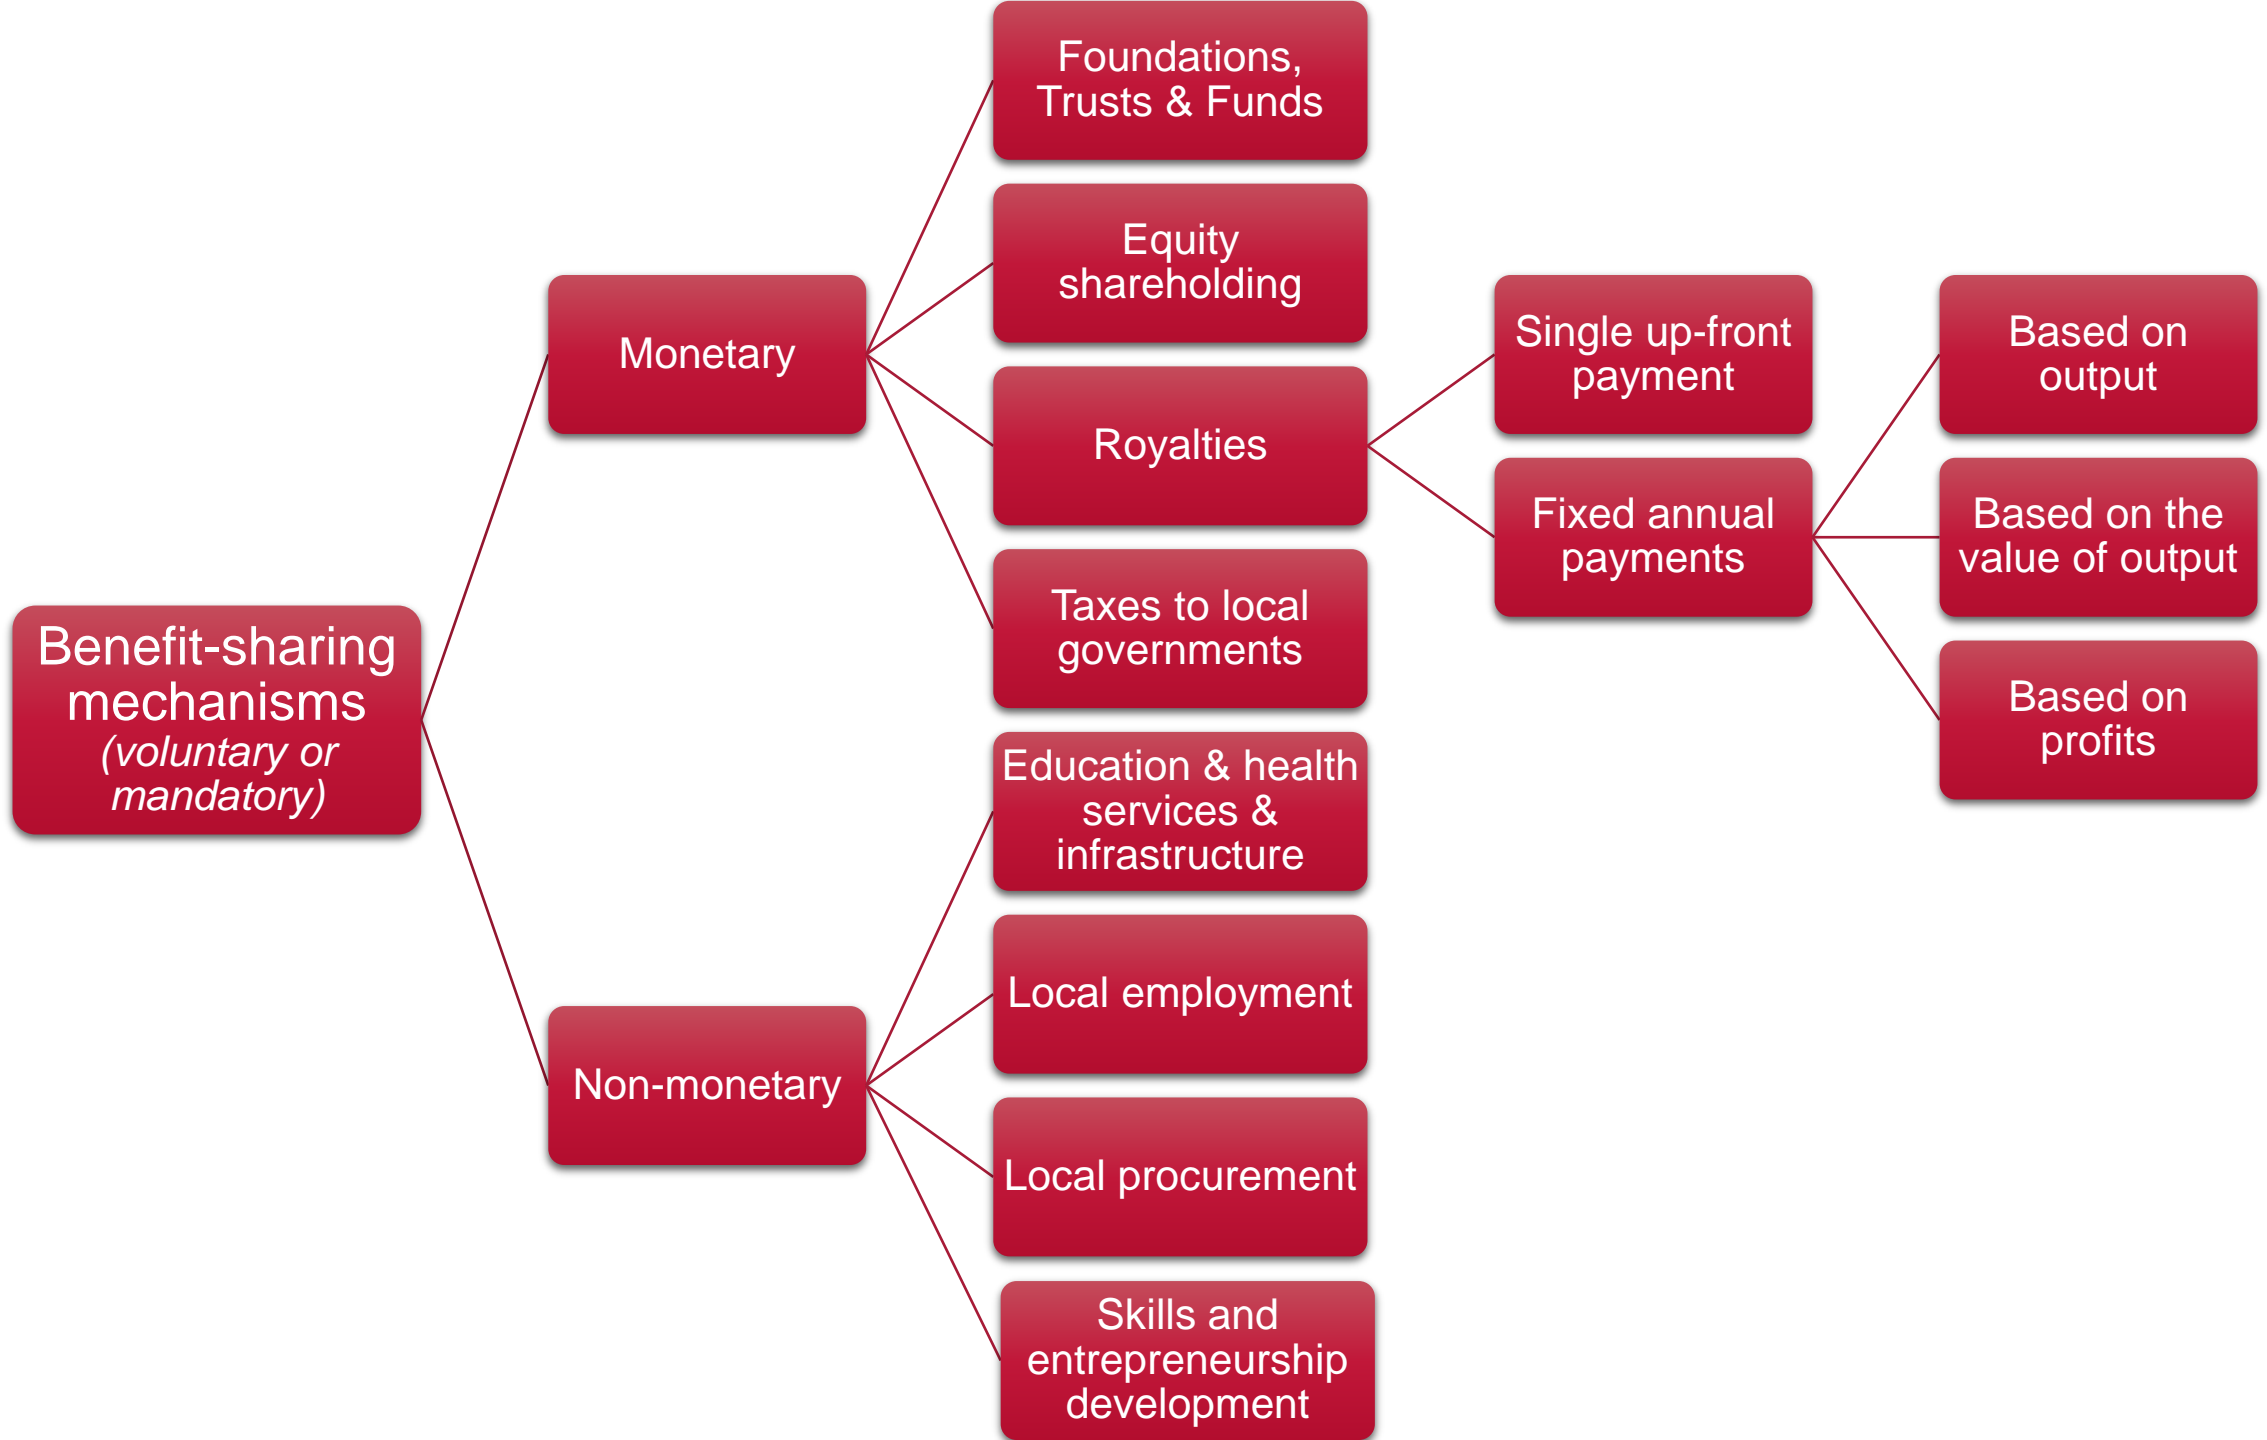 Benefit-sharing
mechanisms
(voluntary or
mandatory)
Monetary
Non-monetary
Foundations,
Trusts & Funds
Equity
shareholding
Royalties
Taxes to local
governments
Education & health
services &
infrastructure
Local employment
Local procurement
Skills and
entrepreneurship
development
Single up-front
payment
Fixed annual
payments
Based on
output
Based on the
value of output
Based on
profits